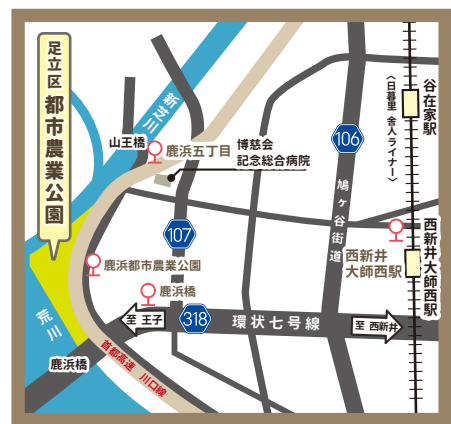 足立区 都市農業公園
新芝川
山王橋
鹿浜五丁目
博慈会
記念総合病院
106
鳩ヶ谷街道
谷在家駅
〈日暮里 舎人ライナー〉
西新井
大師西駅
西新井大師西駅
107
鹿浜都市農業公園
鹿浜橋
至 王子
318
環状七号線
至 西新井
荒川
鹿浜橋
首都高速 川口線